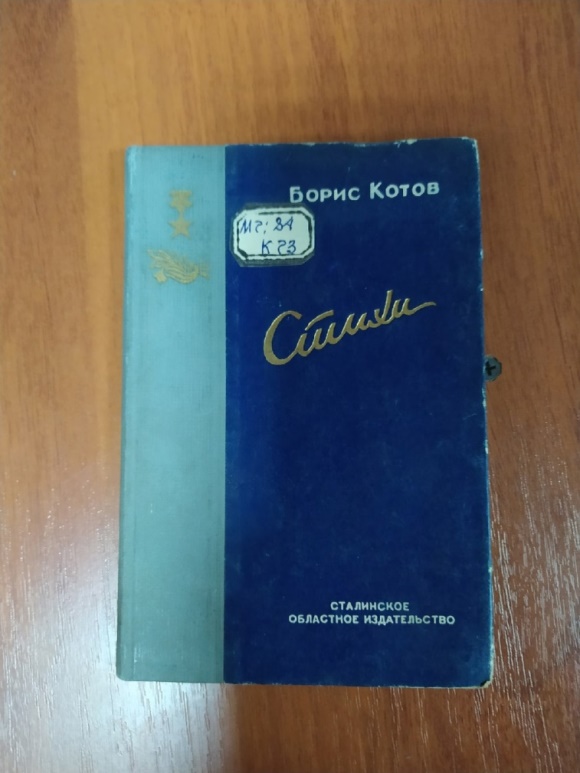 Борис Котов
Мг; 84
К 73
Стихи
СТАЛИНСКОЕ
ОБЛАСТНОЕ ИЗДАТЕЛЬСТВО